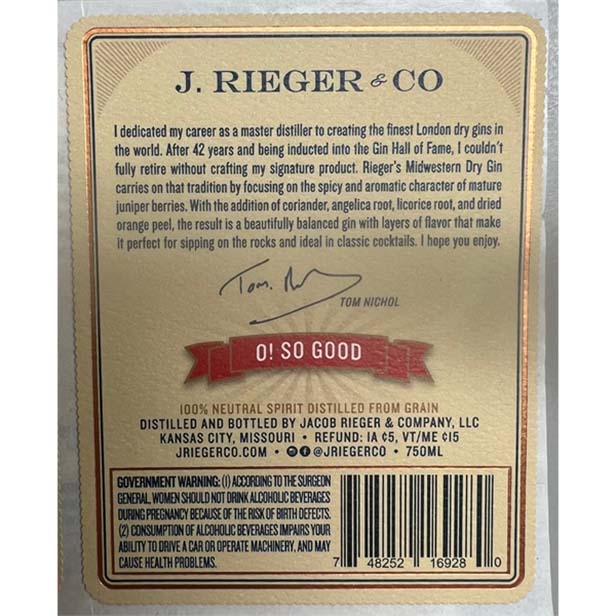 J. RIEGER & CO
I dedicated my career as a master distiller to creating the finest London dry gins in
the world. After 42 years and being inducted into the Gin Hall of Fame, I couldn't
fully retire without crafting my signature product. Rieger's Midwestern Dry Gin
carries on that tradition by focusing on the spicy and aromatic character of mature
juniper berries. With the addition of coriander, angelica root, licorice root, and dried
orange peel, the result is a beautifully balanced gin with layers of flavor that make
it perfect for sipping on the rocks and ideal in classic cocktails. I hope you enjoy.
Tom.
TOM NICHOL
O! SO GOOD
100% NEUTRAL SPIRIT DISTILLED FROM GRAIN
DISTILLED AND BOTTLED BY JACOB RIEGER & COMPANY, LLC
KANSAS CITY, MISSOURI • REFUND: IA ¢5, VT/ME ¢15
JRIEGERCO.COM • @JRIEGERCO • 750ML
GOVERNMENT WARNING: (1) ACCORDING TO THE SURGEON
GENERAL, WOMEN SHOULD NOT DRINK ALCOHOLIC BEVERAGES
DURING PREGNANCY BECAUSE OF THE RISK OF BIRTH DEFECTS.
(2) CONSUMPTION OF ALCOHOLIC BEVERAGES IMPAIRS YOUR
ABILITY TO DRIVE A CAR OR OPERATE MACHINERY, AND MAY
CAUSE HEALTH PROBLEMS.
7 48252 16928 0